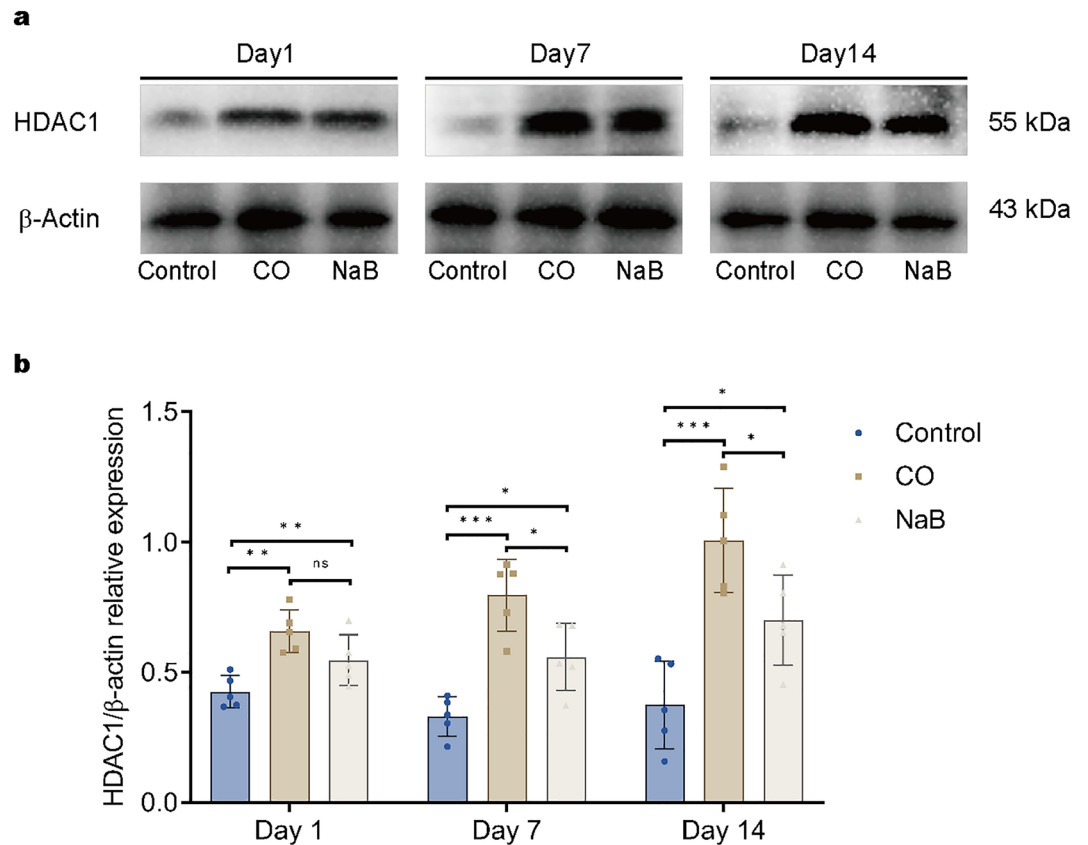 a
Day1 Day7 Day14
HDAC1 55 kDa
β-Actin 43 kDa
Control CO NaB Control CO NaB Control CO NaB
b
HDAC1/β-actin relative expression
1.5
1.0
0.5
0.0
** ** ns
* *** *
* *** *
Control
CO
NaB
Day 1 Day 7 Day 14